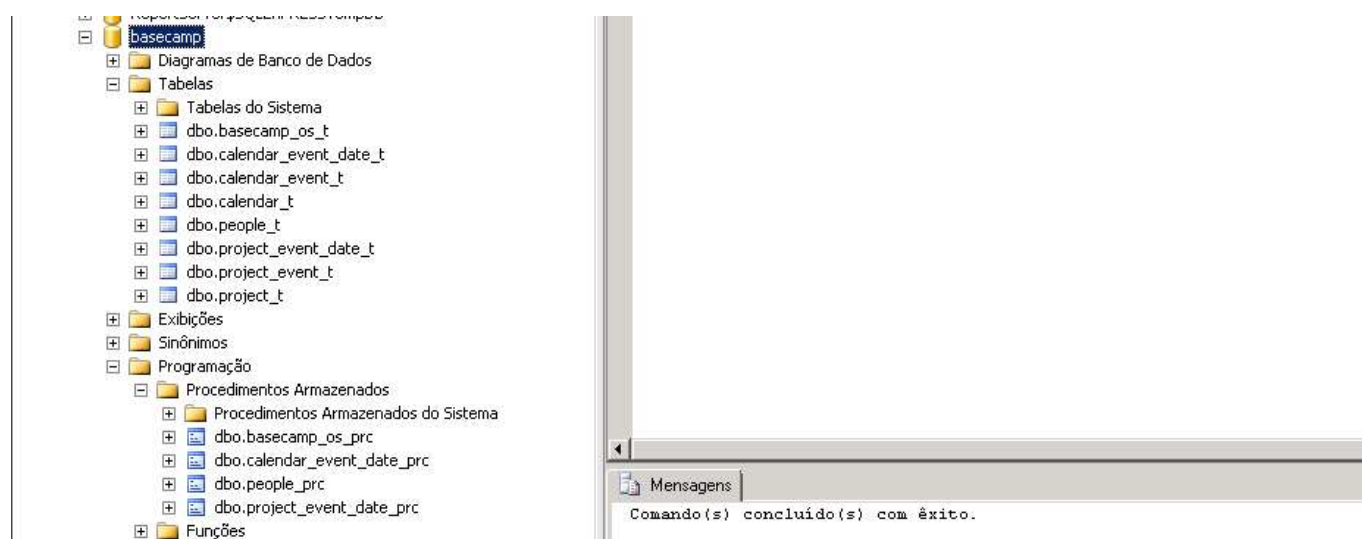 basecamp
Diagramas de Banco de Dados
Tabelas
Tabelas do Sistema
dbo.basecamp_os_t
dbo.calendar_event_date_t
dbo.calendar_event_t
dbo.calendar_t
dbo.people_t
dbo.project_event_date_t
dbo.project_event_t
dbo.project_t
Exibições
Sinônimos
Programação
Procedimentos Armazenados
Procedimentos Armazenados do Sistema
dbo.basecamp_os_prc
dbo.calendar_event_date_prc
dbo.people_prc
dbo.project_event_date_prc
Funções
Mensagens
Comando(s) concluído(s) com êxito.